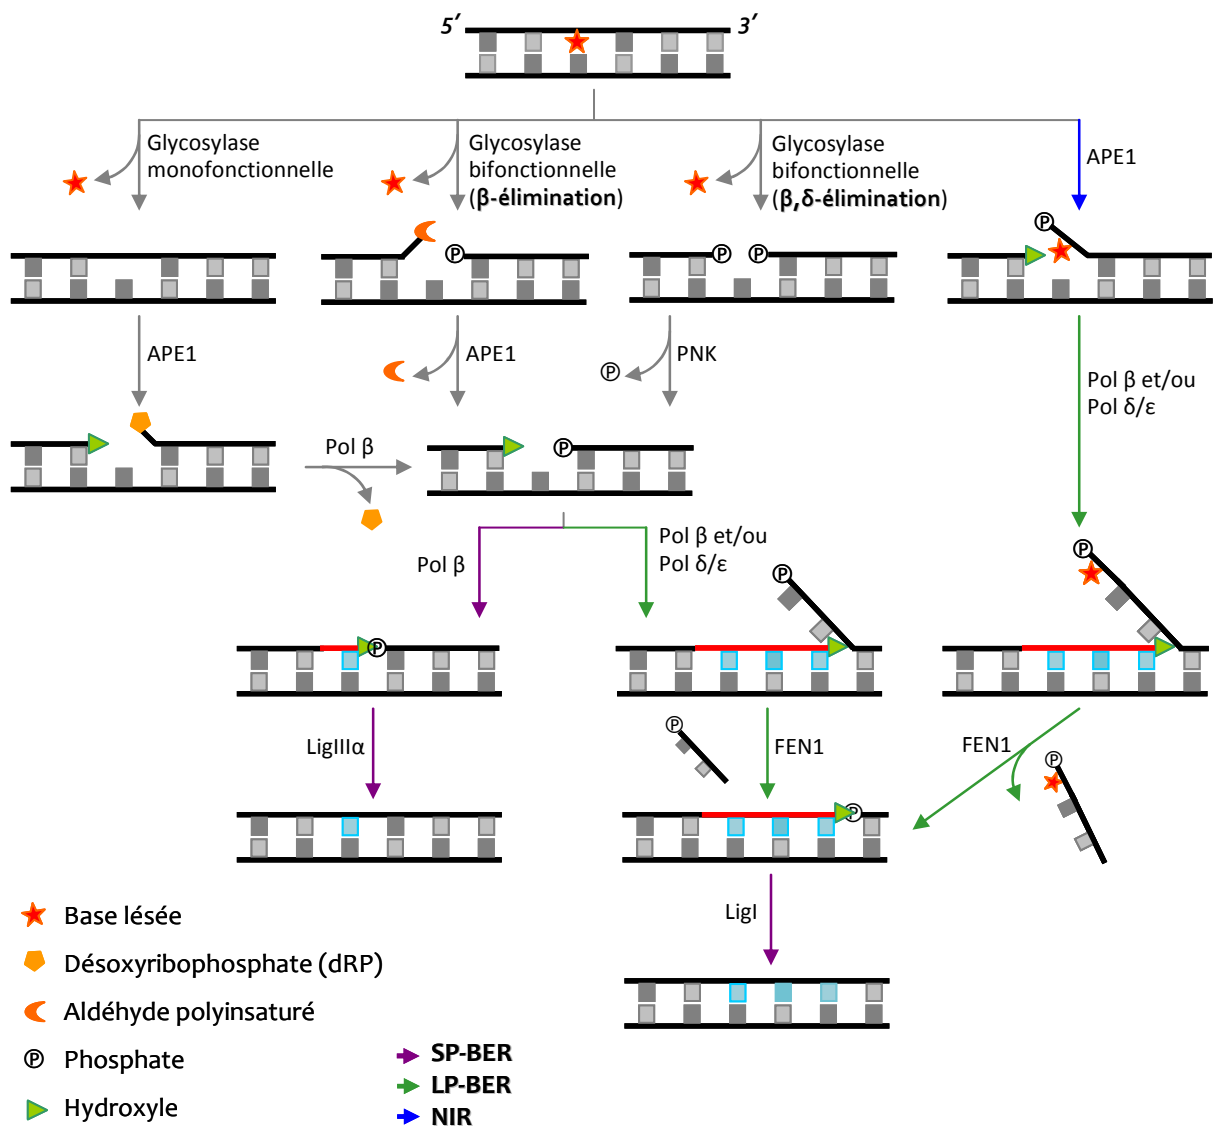 5′ 3′
Glycosylase
monofonctionnelle
Glycosylase
bifonctionnelle
(β-élimination)
Glycosylase
bifonctionnelle
(β,δ-élimination)
APE1
P
P
P
P
APE1
APE1
P
PNK
Pol β et/ou
Pol δ/ε
Pol β
P
Pol β
Pol β et/ou
Pol δ/ε
P
P
P
LigIIIα
P
FEN1
FEN1
P
P
LigI
Base lésée
Désoxyribophosphate (dRP)
Aldéhyde polyinsaturé
P Phosphate
Hydroxyle
SP-BER
LP-BER
NIR